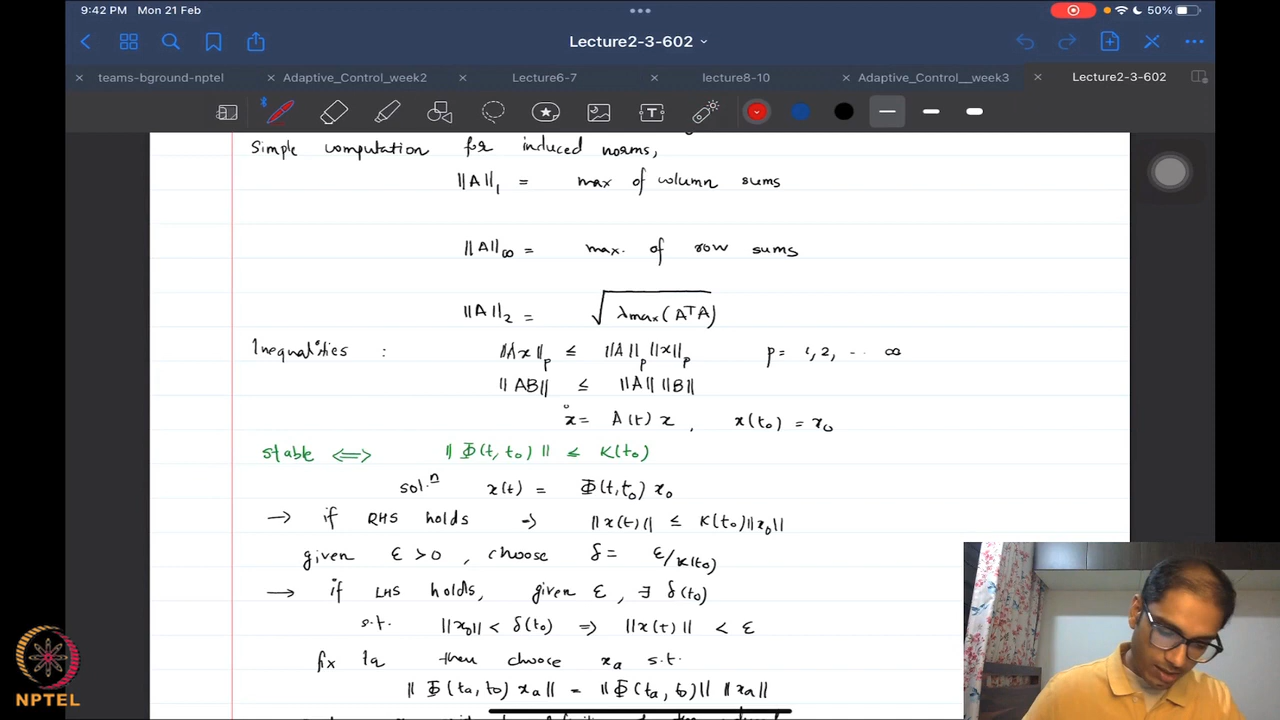 9:42 PM Mon 21 Feb
50%
Lecture2-3-602
teams-bground-nptel
Adaptive_Control_week2
Lecture6-7
lecture8-10
Adaptive_Control__week3
Lecture2-3-602
Simple computation for induced norms,
||A||₁ = max of column sums
||A||∞ = max. of row sums
||A||₂ = √λmax(AᵀA)
Inequalities : ||Ax||ₚ ≤ ||A||ₚ ||x||ₚ p = 1, 2, ... ∞
||AB|| ≤ ||A|| ||B||
ẋ = A(t) x, x(t₀) = x₀
stable ⟺ ||Φ(t, t₀)|| ≤ K(t₀)
sol.ⁿ x(t) = Φ(t, t₀) x₀
→ if RHS holds ⇒ ||x(t)|| ≤ K(t₀) ||x₀||
given ε > 0, choose δ = ε/K(t₀)
→ if LHS holds, given ε, ∃ δ(t₀)
s.t. ||x₀|| < δ(t₀) ⇒ ||x(t)|| < ε
fix ta then choose xa s.t.
||Φ(ta, t₀) xa|| = ||Φ(ta, t₀)|| ||xa||
NPTEL